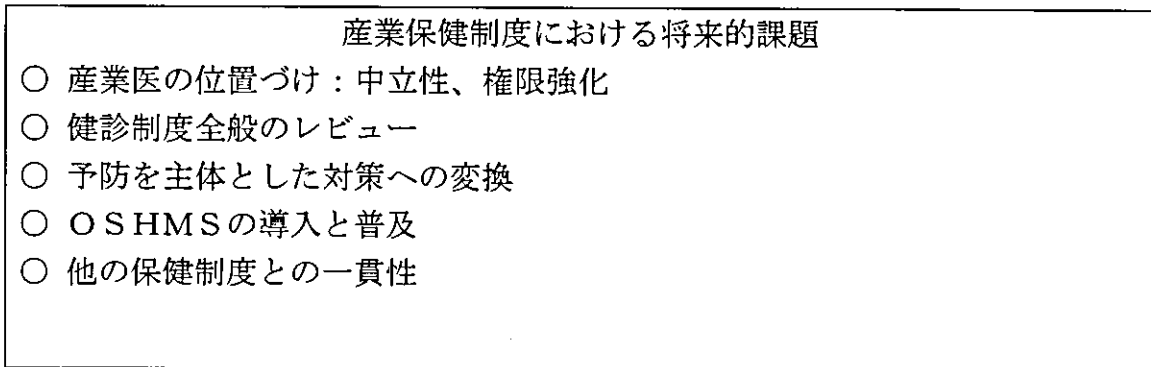 産業保健制度における将来的課題
○ 産業医の位置づけ：中立性、権限強化
○ 健診制度全般のレビュー
○ 予防を主体とした対策への変換
○ ＯＳＨＭＳの導入と普及
○ 他の保健制度との一貫性